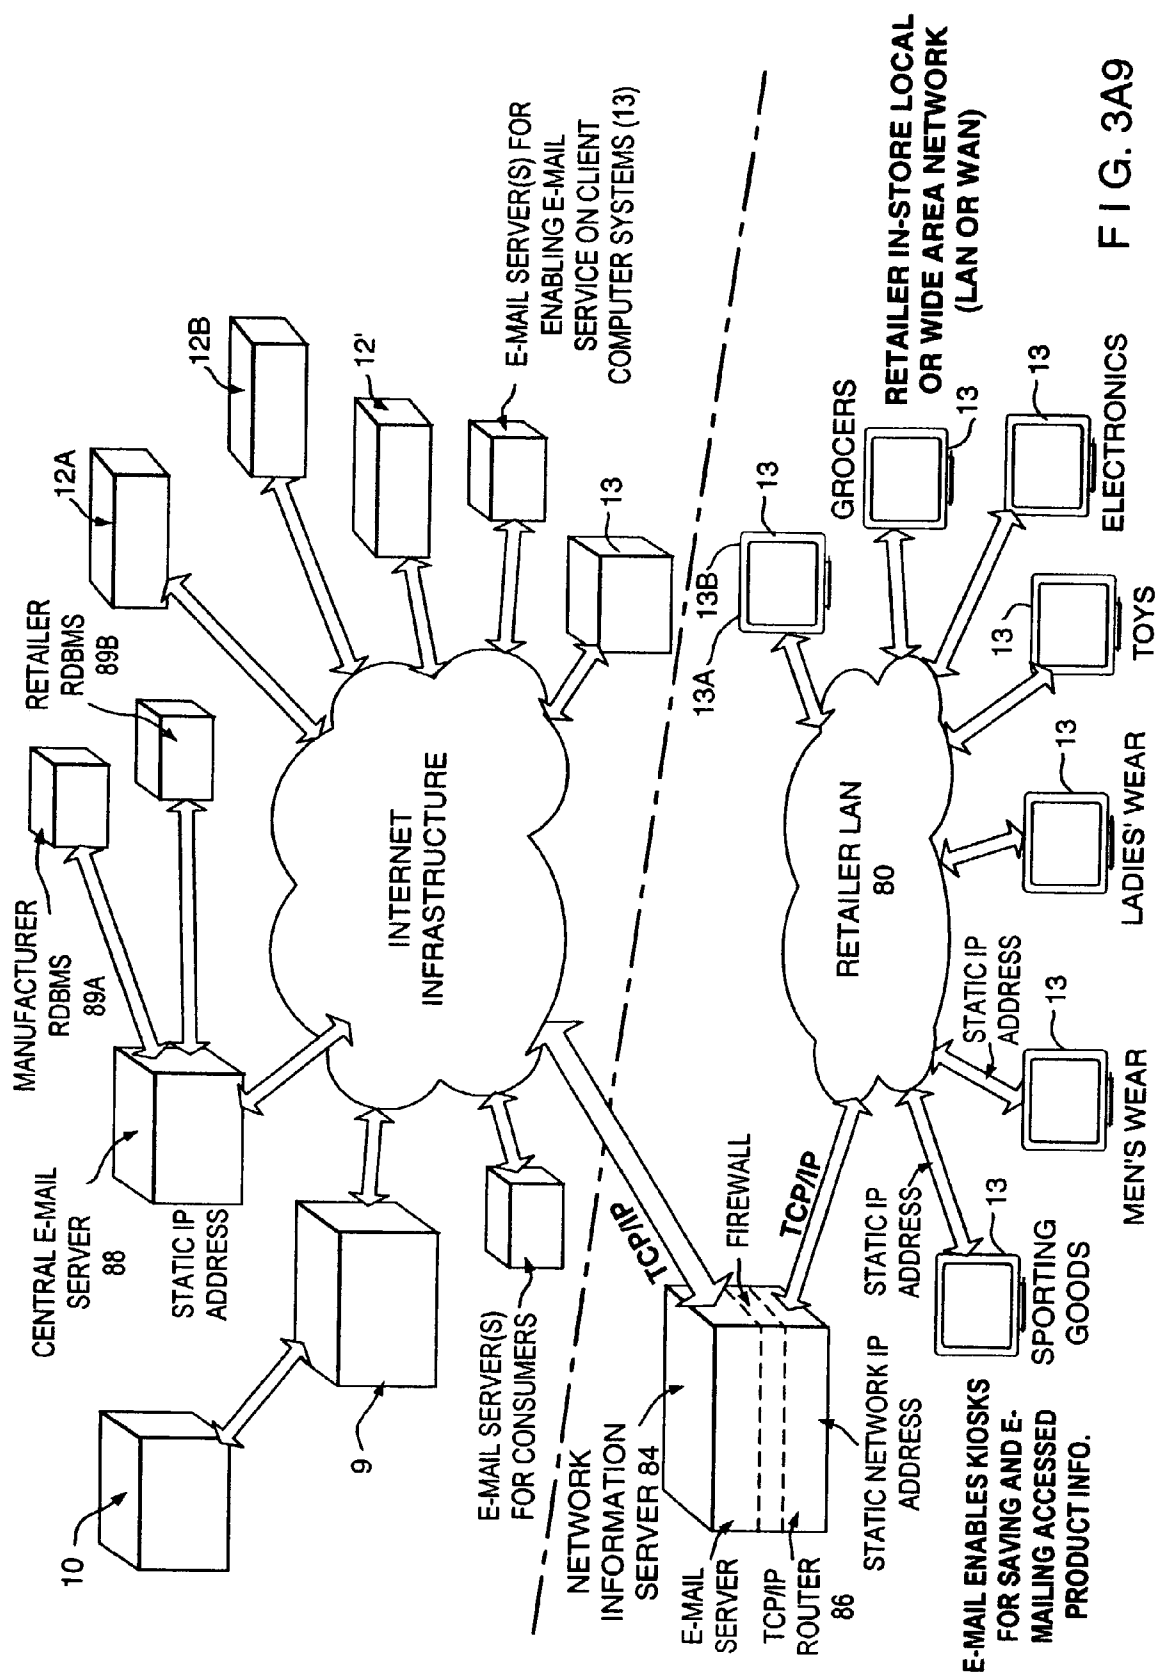 10
CENTRAL E-MAIL
SERVER
88
STATIC IP
ADDRESS
MANUFACTURER
RDBMS
89A
RETAILER
RDBMS
89B
12A
12B
12'
9
INTERNET
INFRASTRUCTURE
E-MAIL SERVER(S) FOR
ENABLING E-MAIL
SERVICE ON CLIENT
COMPUTER SYSTEMS (13)
13
E-MAIL SERVER(S)
FOR CONSUMERS
NETWORK
INFORMATION
SERVER 84
TCP/IP
FIREWALL
E-MAIL
SERVER
TCP/IP
ROUTER
86
TCP/IP
STATIC NETWORK IP
ADDRESS
RETAILER LAN
80
13A
13B
13
GROCERS
13
RETAILER IN-STORE LOCAL
OR WIDE AREA NETWORK
(LAN OR WAN)
STATIC IP
ADDRESS
13
SPORTING
GOODS
STATIC IP
ADDRESS
13
MEN'S WEAR
13
LADIES' WEAR
13
TOYS
13
ELECTRONICS
E-MAIL ENABLES KIOSKS
FOR SAVING AND E-
MAILING ACCESSED
PRODUCT INFO.
FIG. 3A9